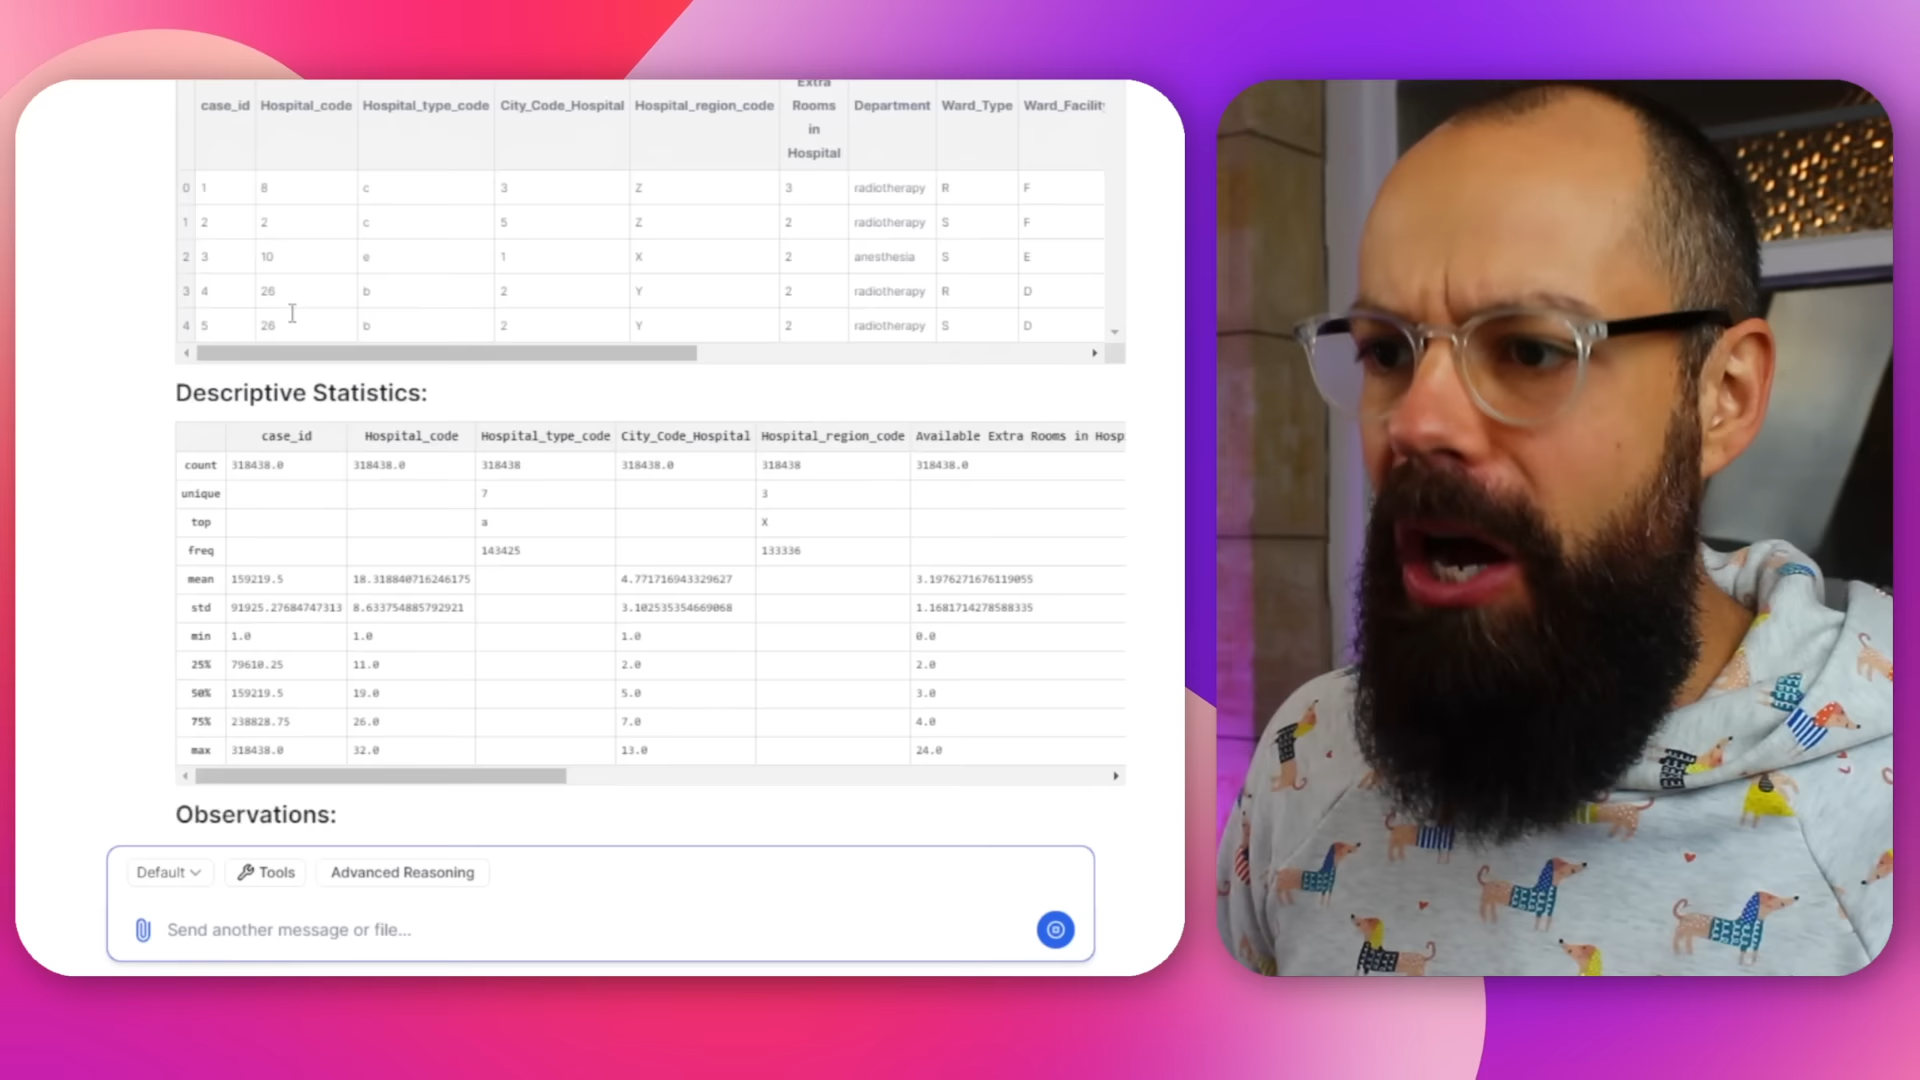 Extra
Rooms
in
Hospital
case_id Hospital_code Hospital_type_code City_Code_Hospital Hospital_region_code Department Ward_Type Ward_Facility
0 1 8 c 3 Z 3 radiotherapy R F
1 2 2 c 5 Z 2 radiotherapy S F
2 3 10 e 1 X 2 anesthesia S E
3 4 26 b 2 Y 2 radiotherapy R D
4 5 26 b 2 Y 2 radiotherapy S D
Descriptive Statistics:
case_id Hospital_code Hospital_type_code City_Code_Hospital Hospital_region_code Available Extra Rooms in Hosp
count 318438.0 318438.0 318438 318438.0 318438 318438.0
unique 7 3
top a X
freq 143425 133336
mean 159219.5 18.318840716246175 4.771716943329627 3.1976271676119055
std 91925.27684747313 8.633754885792921 3.102535354669068 1.1681714278588335
min 1.0 1.0 1.0 0.0
25% 79610.25 11.0 2.0 2.0
50% 159219.5 19.0 5.0 3.0
75% 238828.75 26.0 7.0 4.0
max 318438.0 32.0 13.0 24.0
Observations:
Default Tools Advanced Reasoning
Send another message or file...